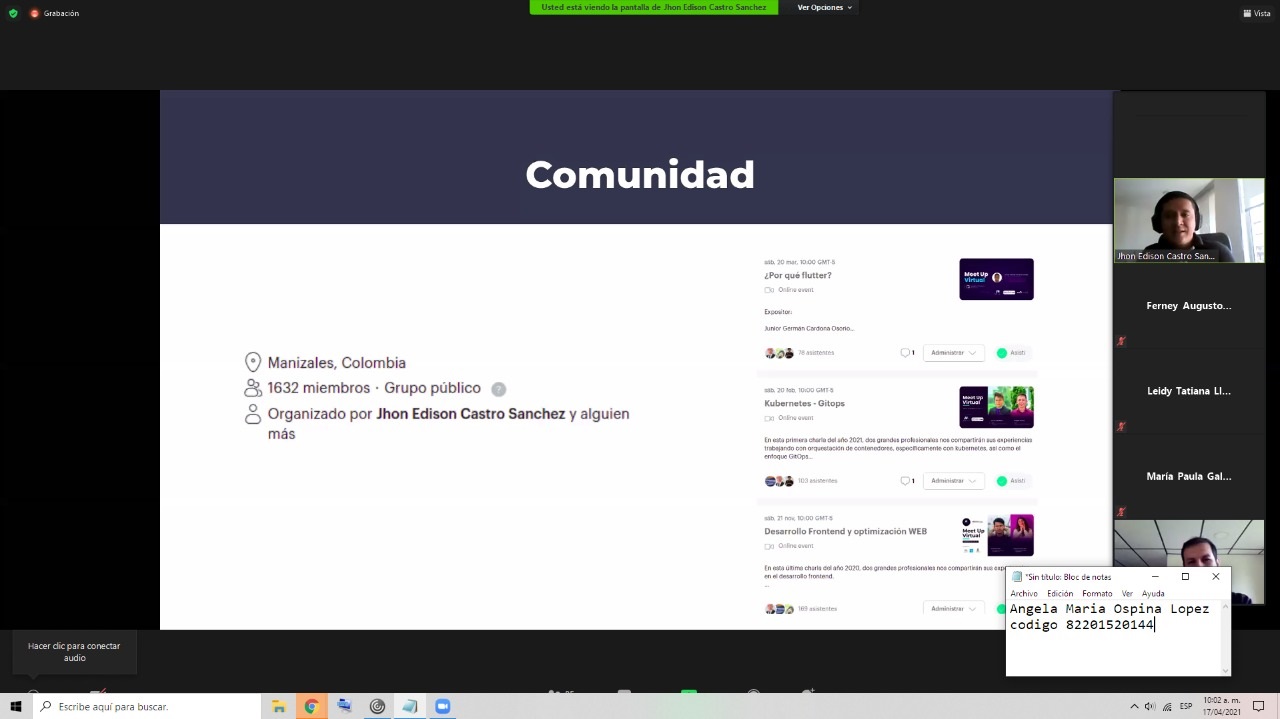 Grabación
Usted está viendo la pantalla de Jhon Edison Castro Sanchez
Ver Opciones
Vista
Comunidad
Manizales, Colombia
1632 miembros · Grupo público ?
Organizado por Jhon Edison Castro Sanchez y alguien
más
sáb. 20 mar, 10:00 GMT-5
¿Por qué flutter?
Online event
Expositor:
Junior Germán Cardona Osorio...
78 asistentes
1
Administrar
Asistí
Meet Up
Virtual
sáb. 20 feb, 10:00 GMT-5
Kubernetes - Gitops
Online event
En esta primera charla del año 2021, dos grandes profesionales nos compartirán sus experiencias
trabajando con orquestación de contenedores, específicamente con kubernetes, así como el
enfoque GitOps...
103 asistentes
1
Administrar
Asistí
Meet Up
Virtual
sáb. 21 nov, 10:00 GMT-5
Desarrollo Frontend y optimización WEB
Online event
En esta última charla del año 2020, dos grandes profesionales nos compartirán sus expe
en el desarrollo frontend.
...
169 asistentes
Administrar
Meet Up
Virtual
Jhon Edison Castro San...
Ferney Augusto...
Leidy Tatiana Ll...
María Paula Gal...
*Sin título: Bloc de notas
Archivo Edición Formato Ver Ayuda
Angela Maria Ospina Lopez
codigo 82201520144
Hacer clic para conectar
audio
Escribe aquí para buscar.
ESP
10:02 a. m.
17/04/2021